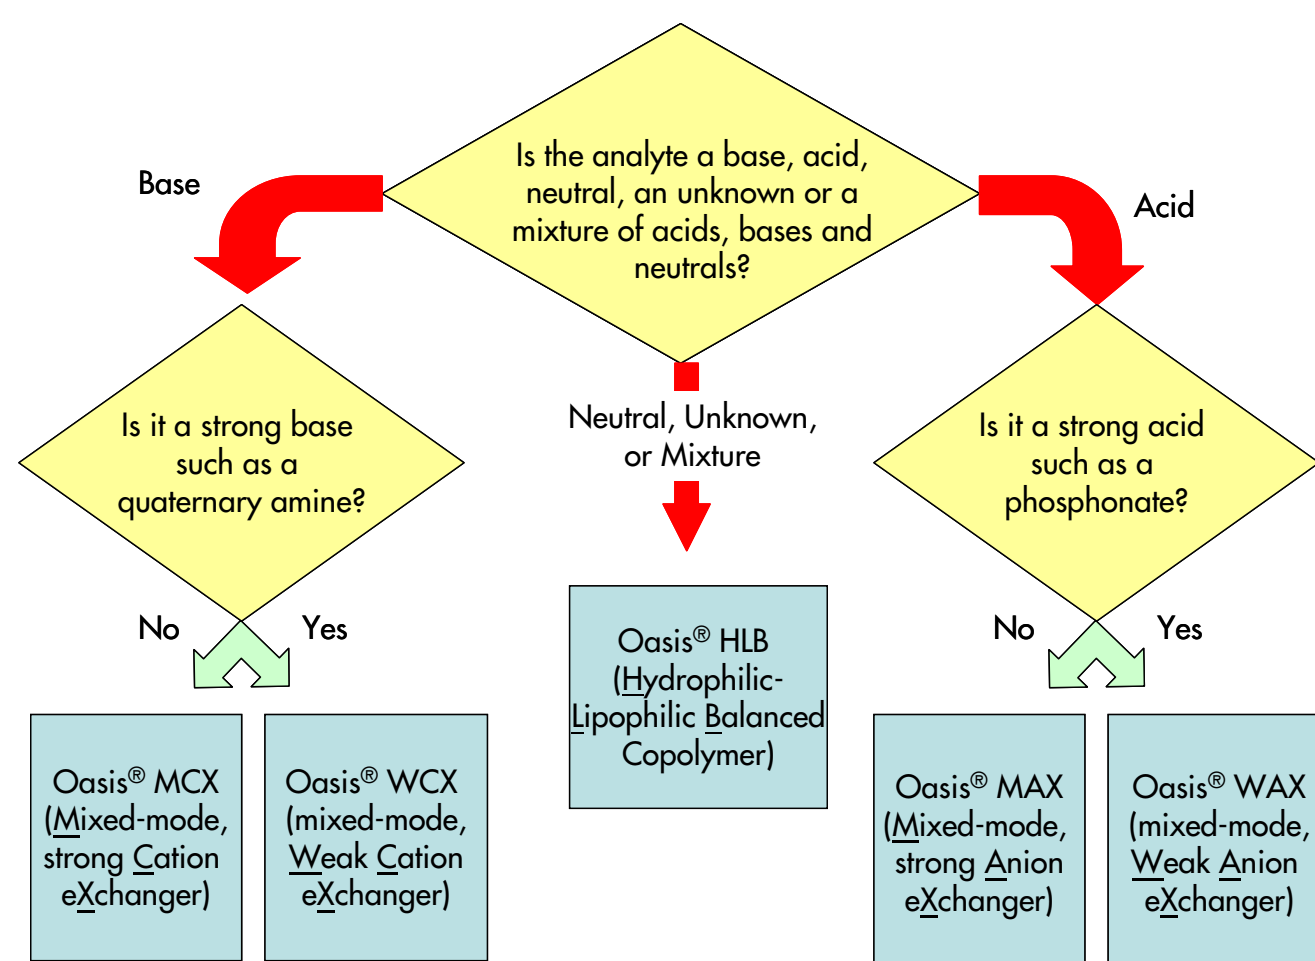 Is the analyte a base, acid,
neutral, an unknown or a
mixture of acids, bases and
neutrals?
Base
Acid
Is it a strong base
such as a
quaternary amine?
Neutral, Unknown,
or Mixture
Is it a strong acid
such as a
phosphonate?
No
Yes
No
Yes
Oasis® HLB
(Hydrophilic-
Lipophilic Balanced
Copolymer)
Oasis® MCX
(Mixed-mode,
strong Cation
eXchanger)
Oasis® WCX
(mixed-mode,
Weak Cation
eXchanger)
Oasis® MAX
(Mixed-mode,
strong Anion
eXchanger)
Oasis® WAX
(mixed-mode,
Weak Anion
eXchanger)